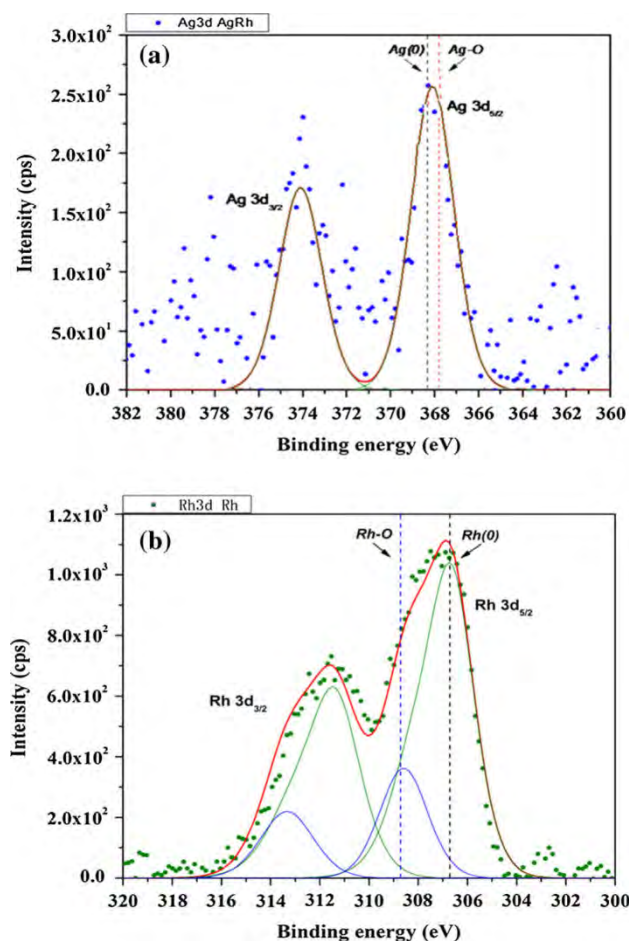 Ag3d AgRh
(a)
Ag(0)
Ag-O
Ag 3d5/2
Ag 3d3/2
3.0x10²
2.5x10²
2.0x10²
1.5x10²
1.0x10²
5.0x10¹
0.0
Intensity (cps)
382 380 378 376 374 372 370 368 366 364 362 360
Binding energy (eV)
Rh3d Rh
(b)
Rh-O
Rh(0)
Rh 3d5/2
Rh 3d3/2
1.2x10³
1.0x10³
8.0x10²
6.0x10²
4.0x10²
2.0x10²
0.0
Intensity (cps)
320 318 316 314 312 310 308 306 304 302 300
Binding energy (eV)